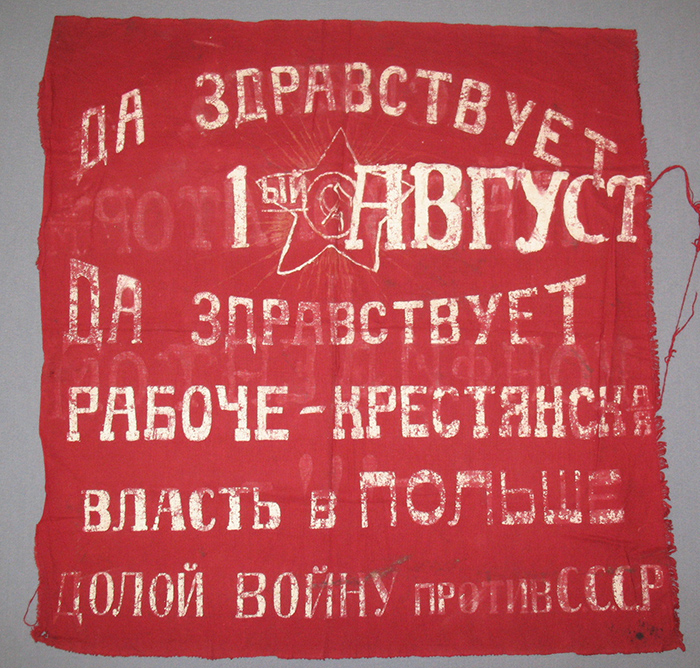 ДА ЗДРАВСТВУЕТ
1ый АВГУСТ
ДА ЗДРАВСТВУЕТ
РАБОЧЕ-КРЕСТЯНСКАЯ
ВЛАСТЬ В ПОЛЬШЕ
ДОЛОЙ ВОЙНУ ПРОТИВ СССР